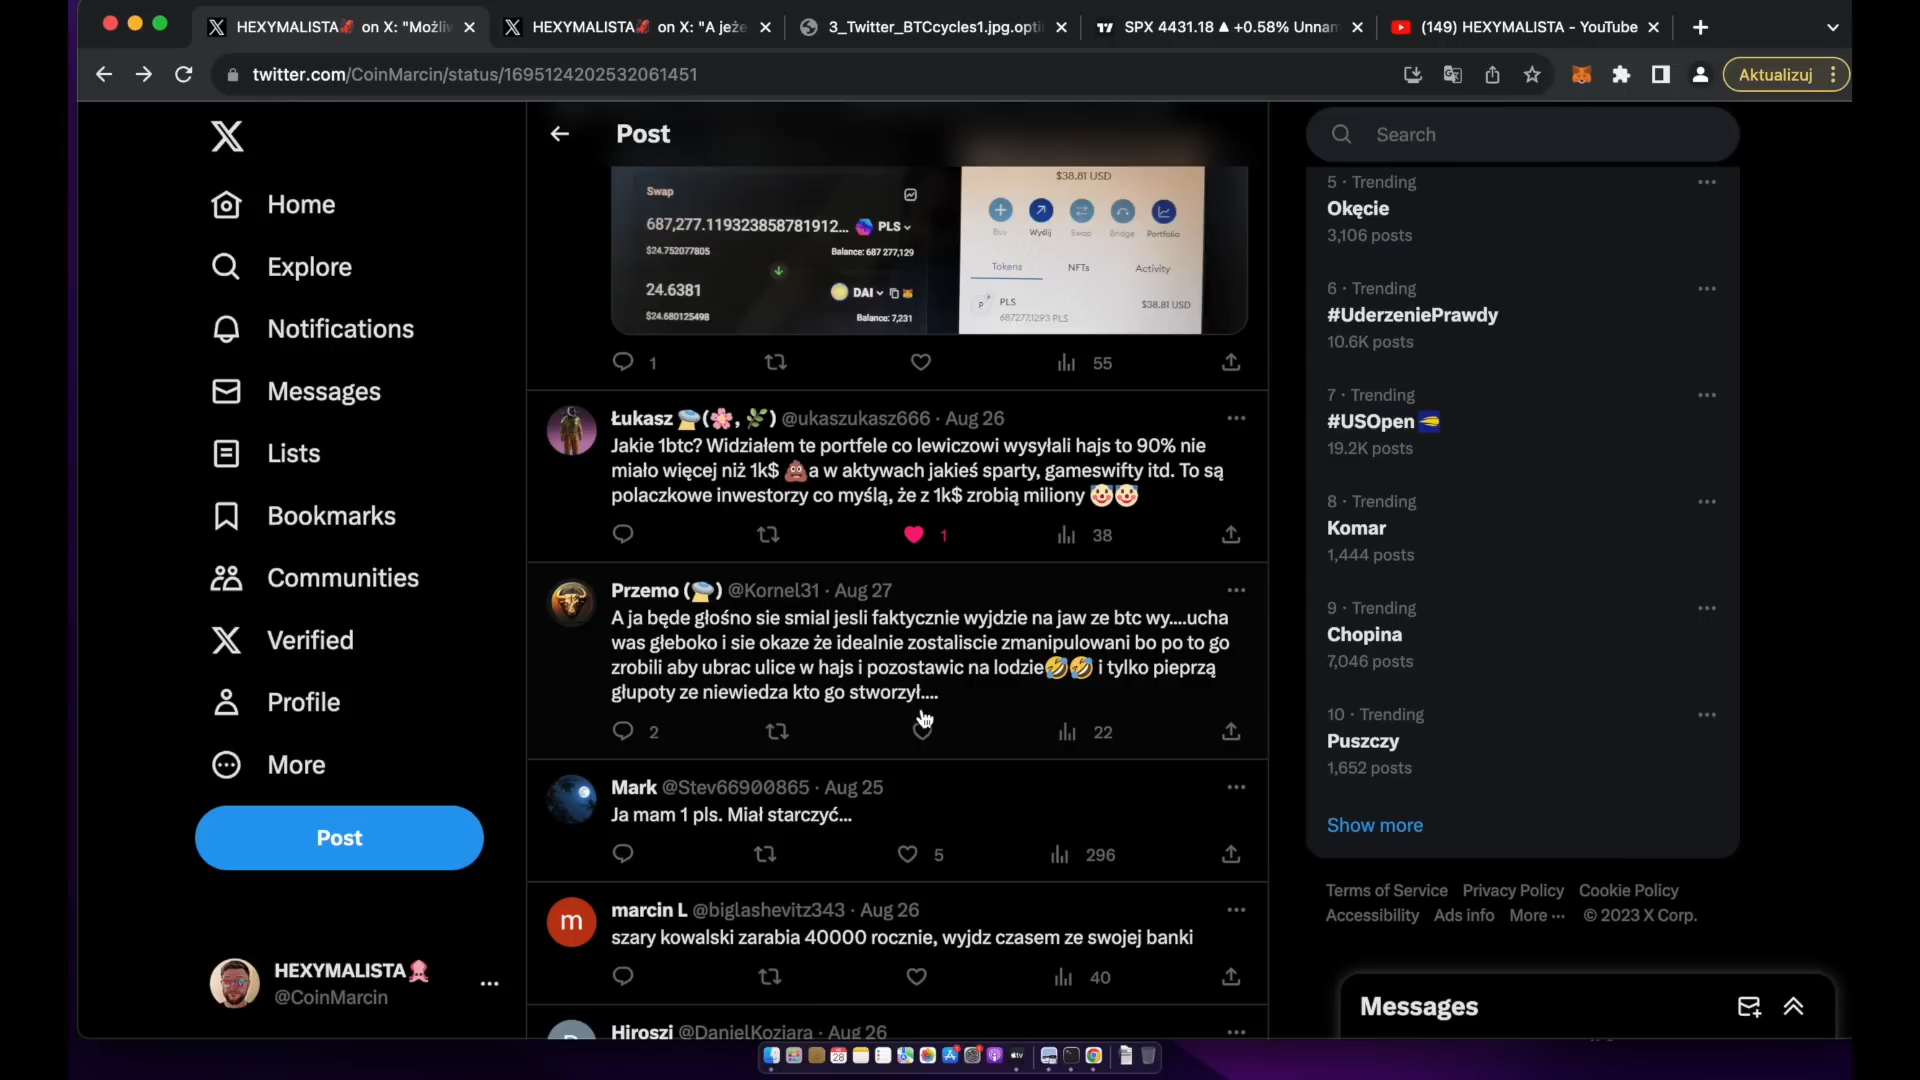 HEXYMALISTA on X: "Możliw
HEXYMALISTA on X: "A jeże
3_Twitter_BTCcycles1.jpg.opti
SPX 4431.18 ▲ +0.58% Unnam
(149) HEXYMALISTA - YouTube
twitter.com/CoinMarcin/status/1695124202532061451
Aktualizuj
Home
Explore
Notifications
Messages
Lists
Bookmarks
Communities
Verified
Profile
More
Post
HEXYMALISTA
@CoinMarcin
Post
Swap
687,277.119323858781912... PLS
$24.752077805
Balance: 687 277,129
24.6381
DAI
$24.680125498
Balance: 7,231
$38.81 USD
Buy Wyślij Swap Bridge Portfolio
Tokens NFTs Activity
P PLS $38.81 USD
687277.1293 PLS
1 55
Łukasz (🌸, 🌿) @ukaszukasz666 · Aug 26
Jakie 1btc? Widziałem te portfele co lewiczowi wysyłali hajs to 90% nie
miało więcej niż 1k$ 💩a w aktywach jakieś sparty, gameswifty itd. To są
polaczkowe inwestorzy co myślą, że z 1k$ zrobią miliony 🤡🤡
1 38
Przemo ( ) @Kornel31 · Aug 27
A ja będe głośno sie smial jesli faktycznie wyjdzie na jaw ze btc wy....ucha
was głeboko i sie okaze że idealnie zostaliscie zmanipulowani bo po to go
zrobili aby ubrac ulice w hajs i pozostawic na lodzie🤣🤣 i tylko pieprzą
głupoty ze niewiedza kto go stworzył....
2 22
Mark @Stev66900865 · Aug 25
Ja mam 1 pls. Miał starczyć...
5 296
m
marcin L @biglashevitz343 · Aug 26
szary kowalski zarabia 40000 rocznie, wyjdz czasem ze swojej banki
40
Hiroszi @DanielKoziara · Aug 26
Search
5 · Trending
Okęcie
3,106 posts
6 · Trending
#UderzeniePrawdy
10.6K posts
7 · Trending
#USOpen
19.2K posts
8 · Trending
Komar
1,444 posts
9 · Trending
Chopina
7,046 posts
10 · Trending
Puszczy
1,652 posts
Show more
Terms of Service Privacy Policy Cookie Policy
Accessibility Ads info More ··· © 2023 X Corp.
Messages
28
tv